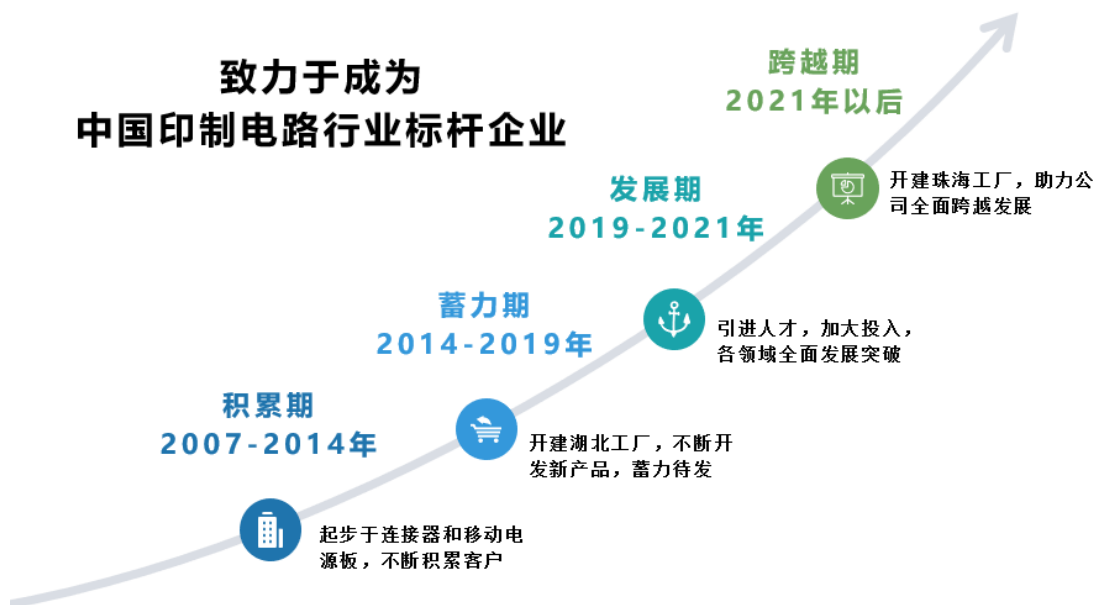 致力于成为
中国印制电路行业标杆企业
跨越期
2021年以后
开建珠海工厂，助力公
司全面跨越发展
发展期
2019-2021年
引进人才，加大投入，
各领域全面发展突破
蓄力期
2014-2019年
开建湖北工厂，不断开
发新产品，蓄力待发
积累期
2007-2014年
起步于连接器和移动电
源板，不断积累客户